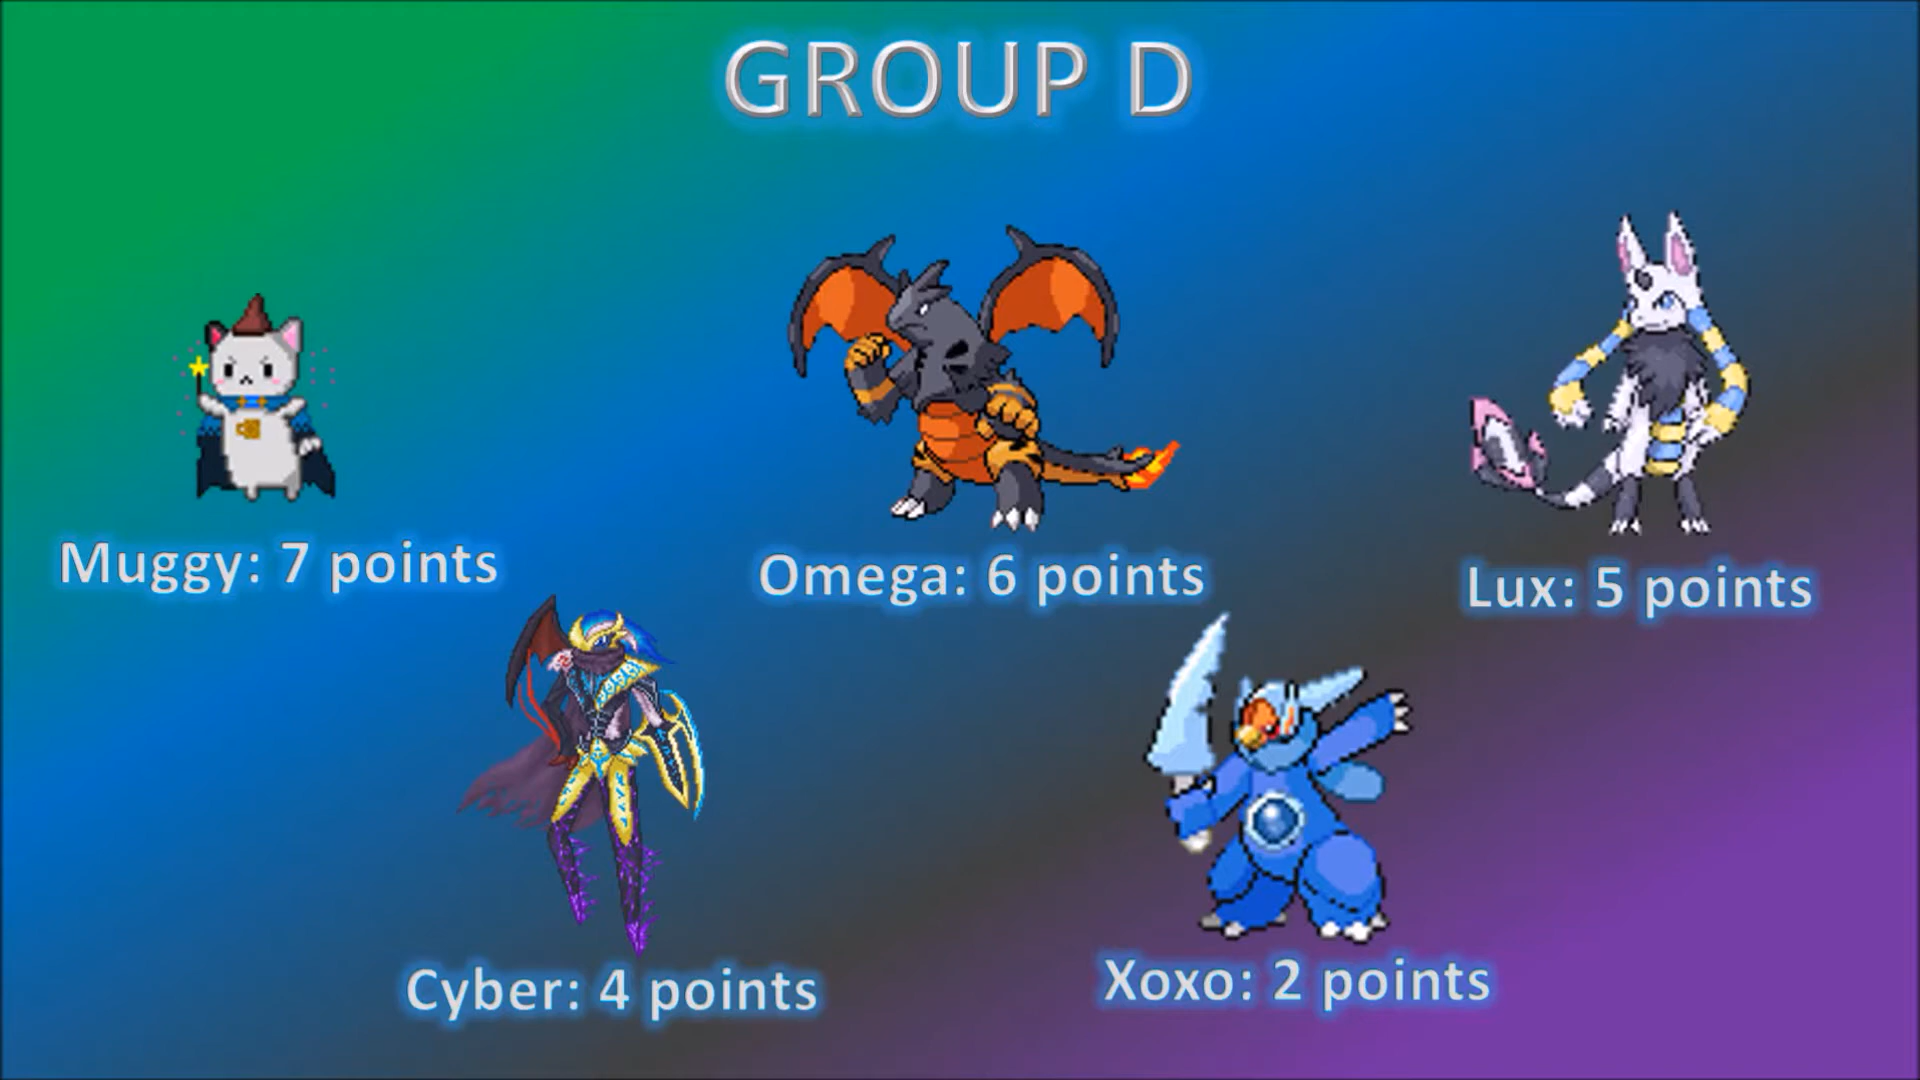 GROUP D
Muggy: 7 points
Omega: 6 points
Lux: 5 points
Cyber: 4 points
Xoxo: 2 points